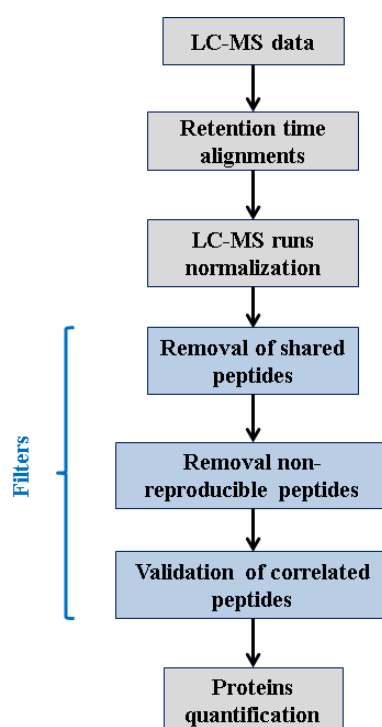 LC-MS data
Retention time
alignments
LC-MS runs
normalization
Filters
Removal of shared
peptides
Removal non-
reproducible peptides
Validation of correlated
peptides
Proteins
quantification